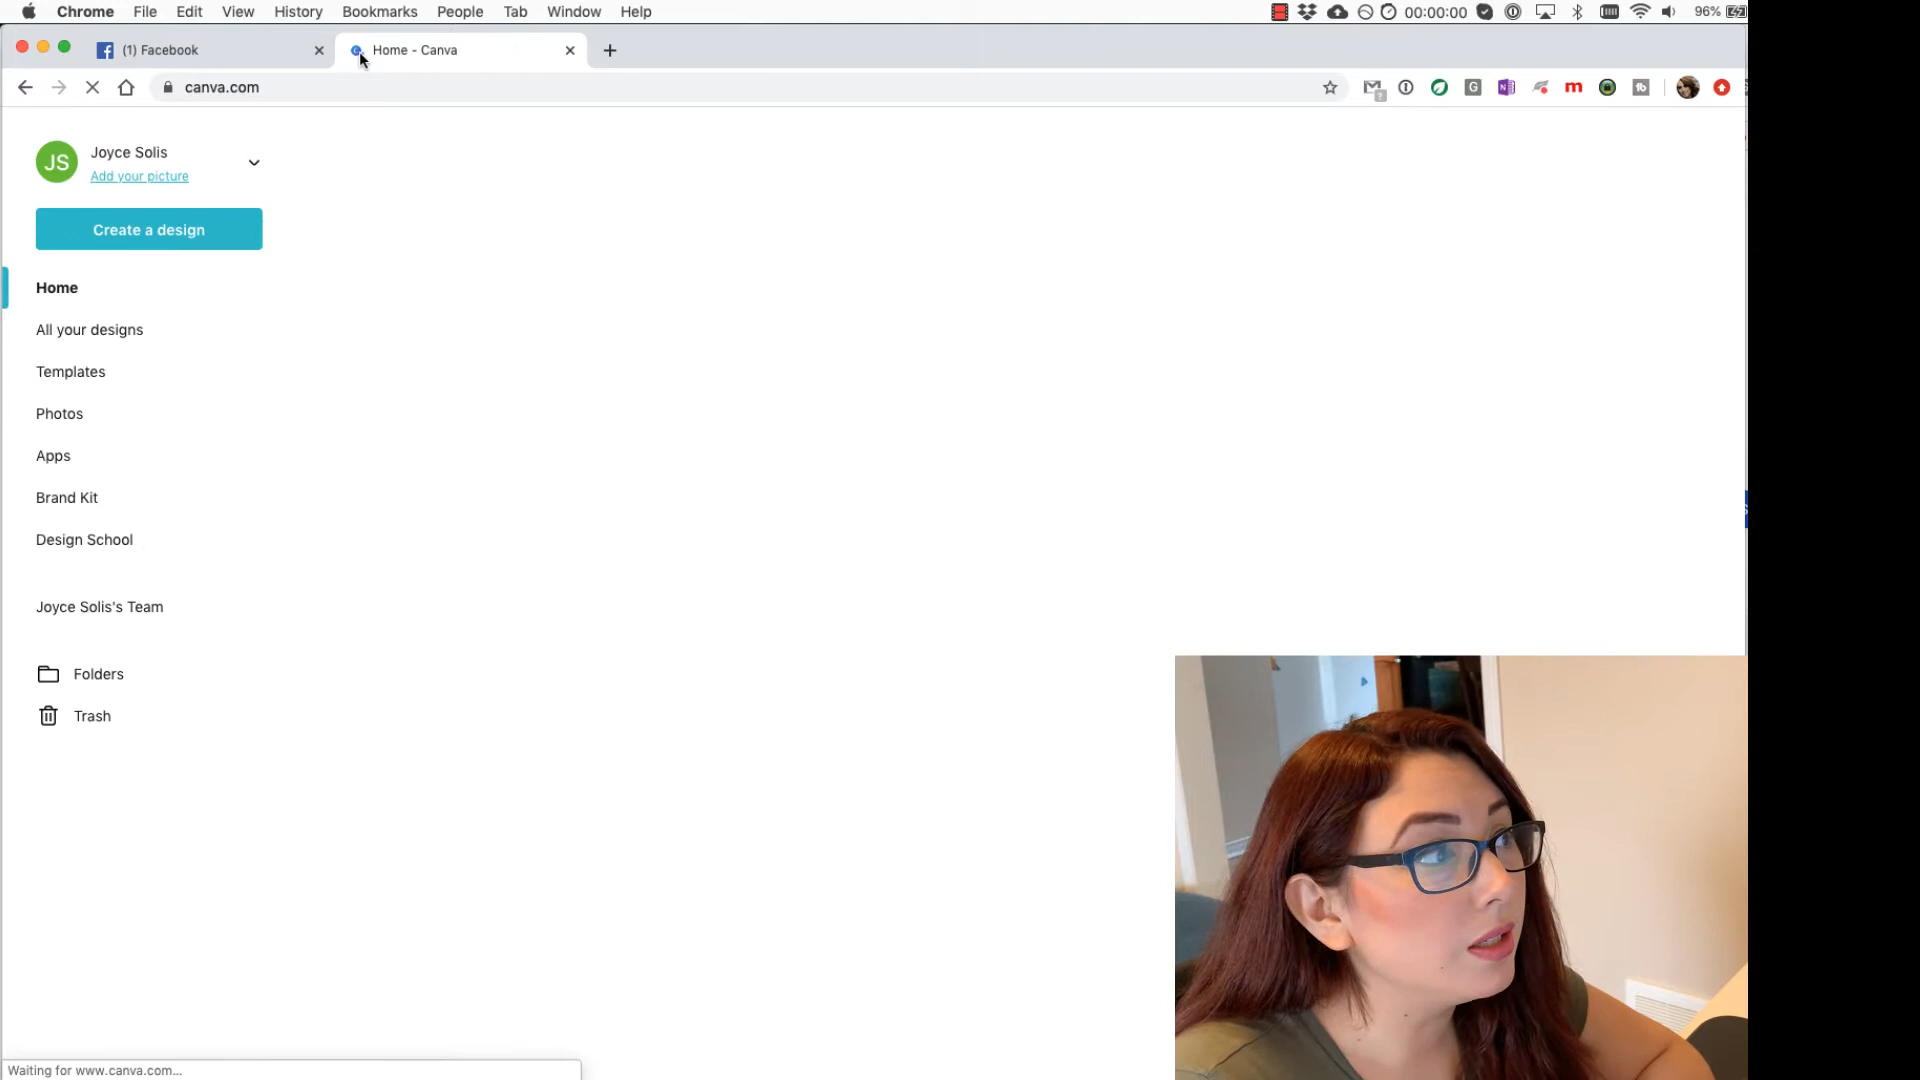 Chrome File Edit View History Bookmarks People Tab Window Help 00:00:00 96%
(1) Facebook Home - Canva
canva.com
JS
Joyce Solis
Add your picture
Create a design
Home
All your designs
Templates
Photos
Apps
Brand Kit
Design School
Joyce Solis's Team
Folders
Trash
Waiting for www.canva.com...